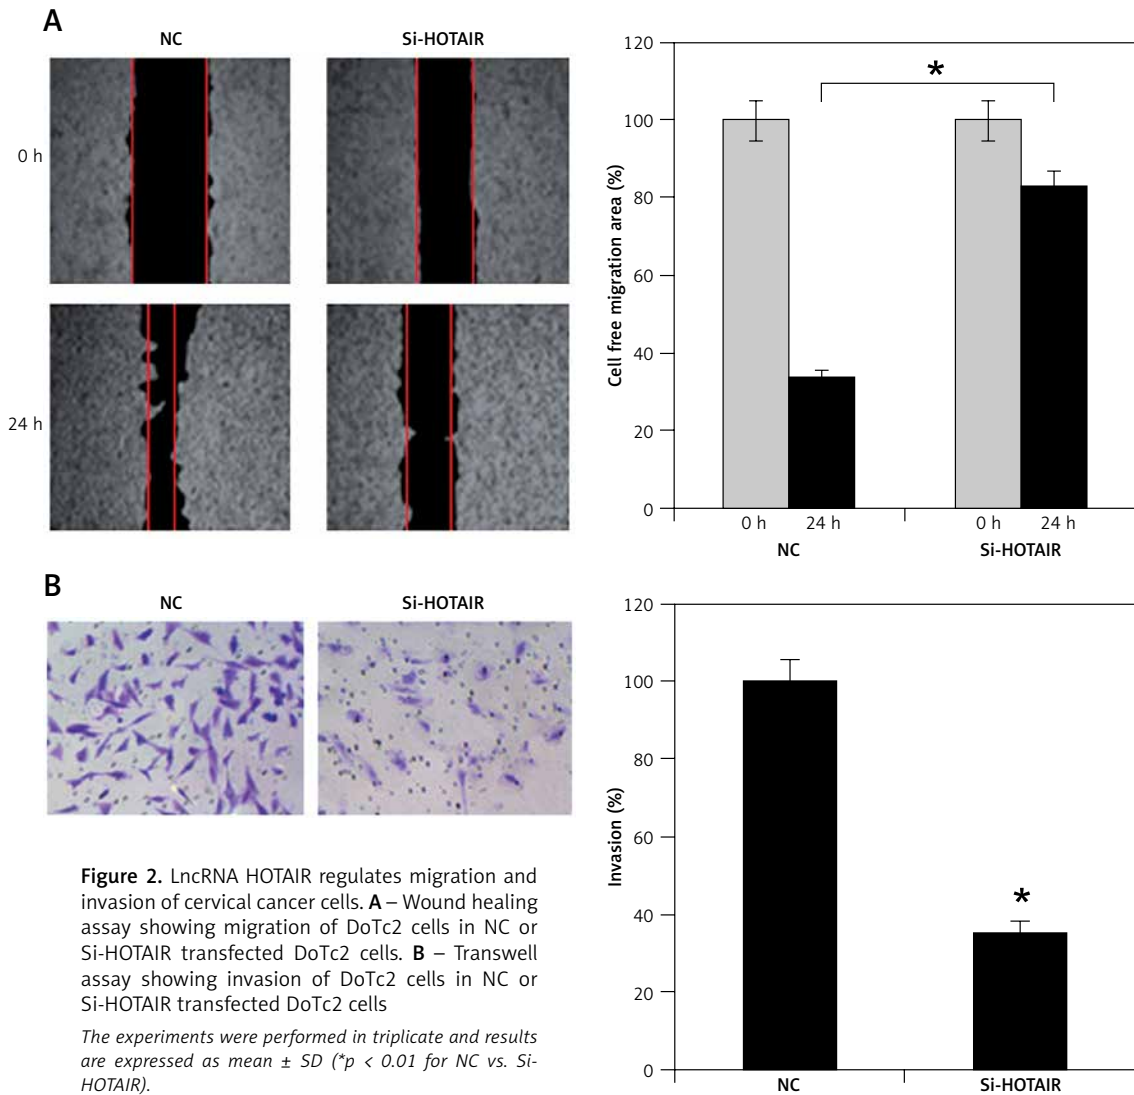 A
NC
Si-HOTAIR
0 h
24 h
120
100
80
60
40
20
0
Cell free migration area (%)
*
0 h
24 h
0 h
24 h
NC
Si-HOTAIR
B
NC
Si-HOTAIR
120
100
80
60
40
20
0
Invasion (%)
*
NC
Si-HOTAIR
Figure 2. LncRNA HOTAIR regulates migration and
invasion of cervical cancer cells. A – Wound healing
assay showing migration of DoTc2 cells in NC or
Si-HOTAIR transfected DoTc2 cells. B – Transwell
assay showing invasion of DoTc2 cells in NC or
Si-HOTAIR transfected DoTc2 cells
The experiments were performed in triplicate and results
are expressed as mean ± SD (*p < 0.01 for NC vs. Si-
HOTAIR).